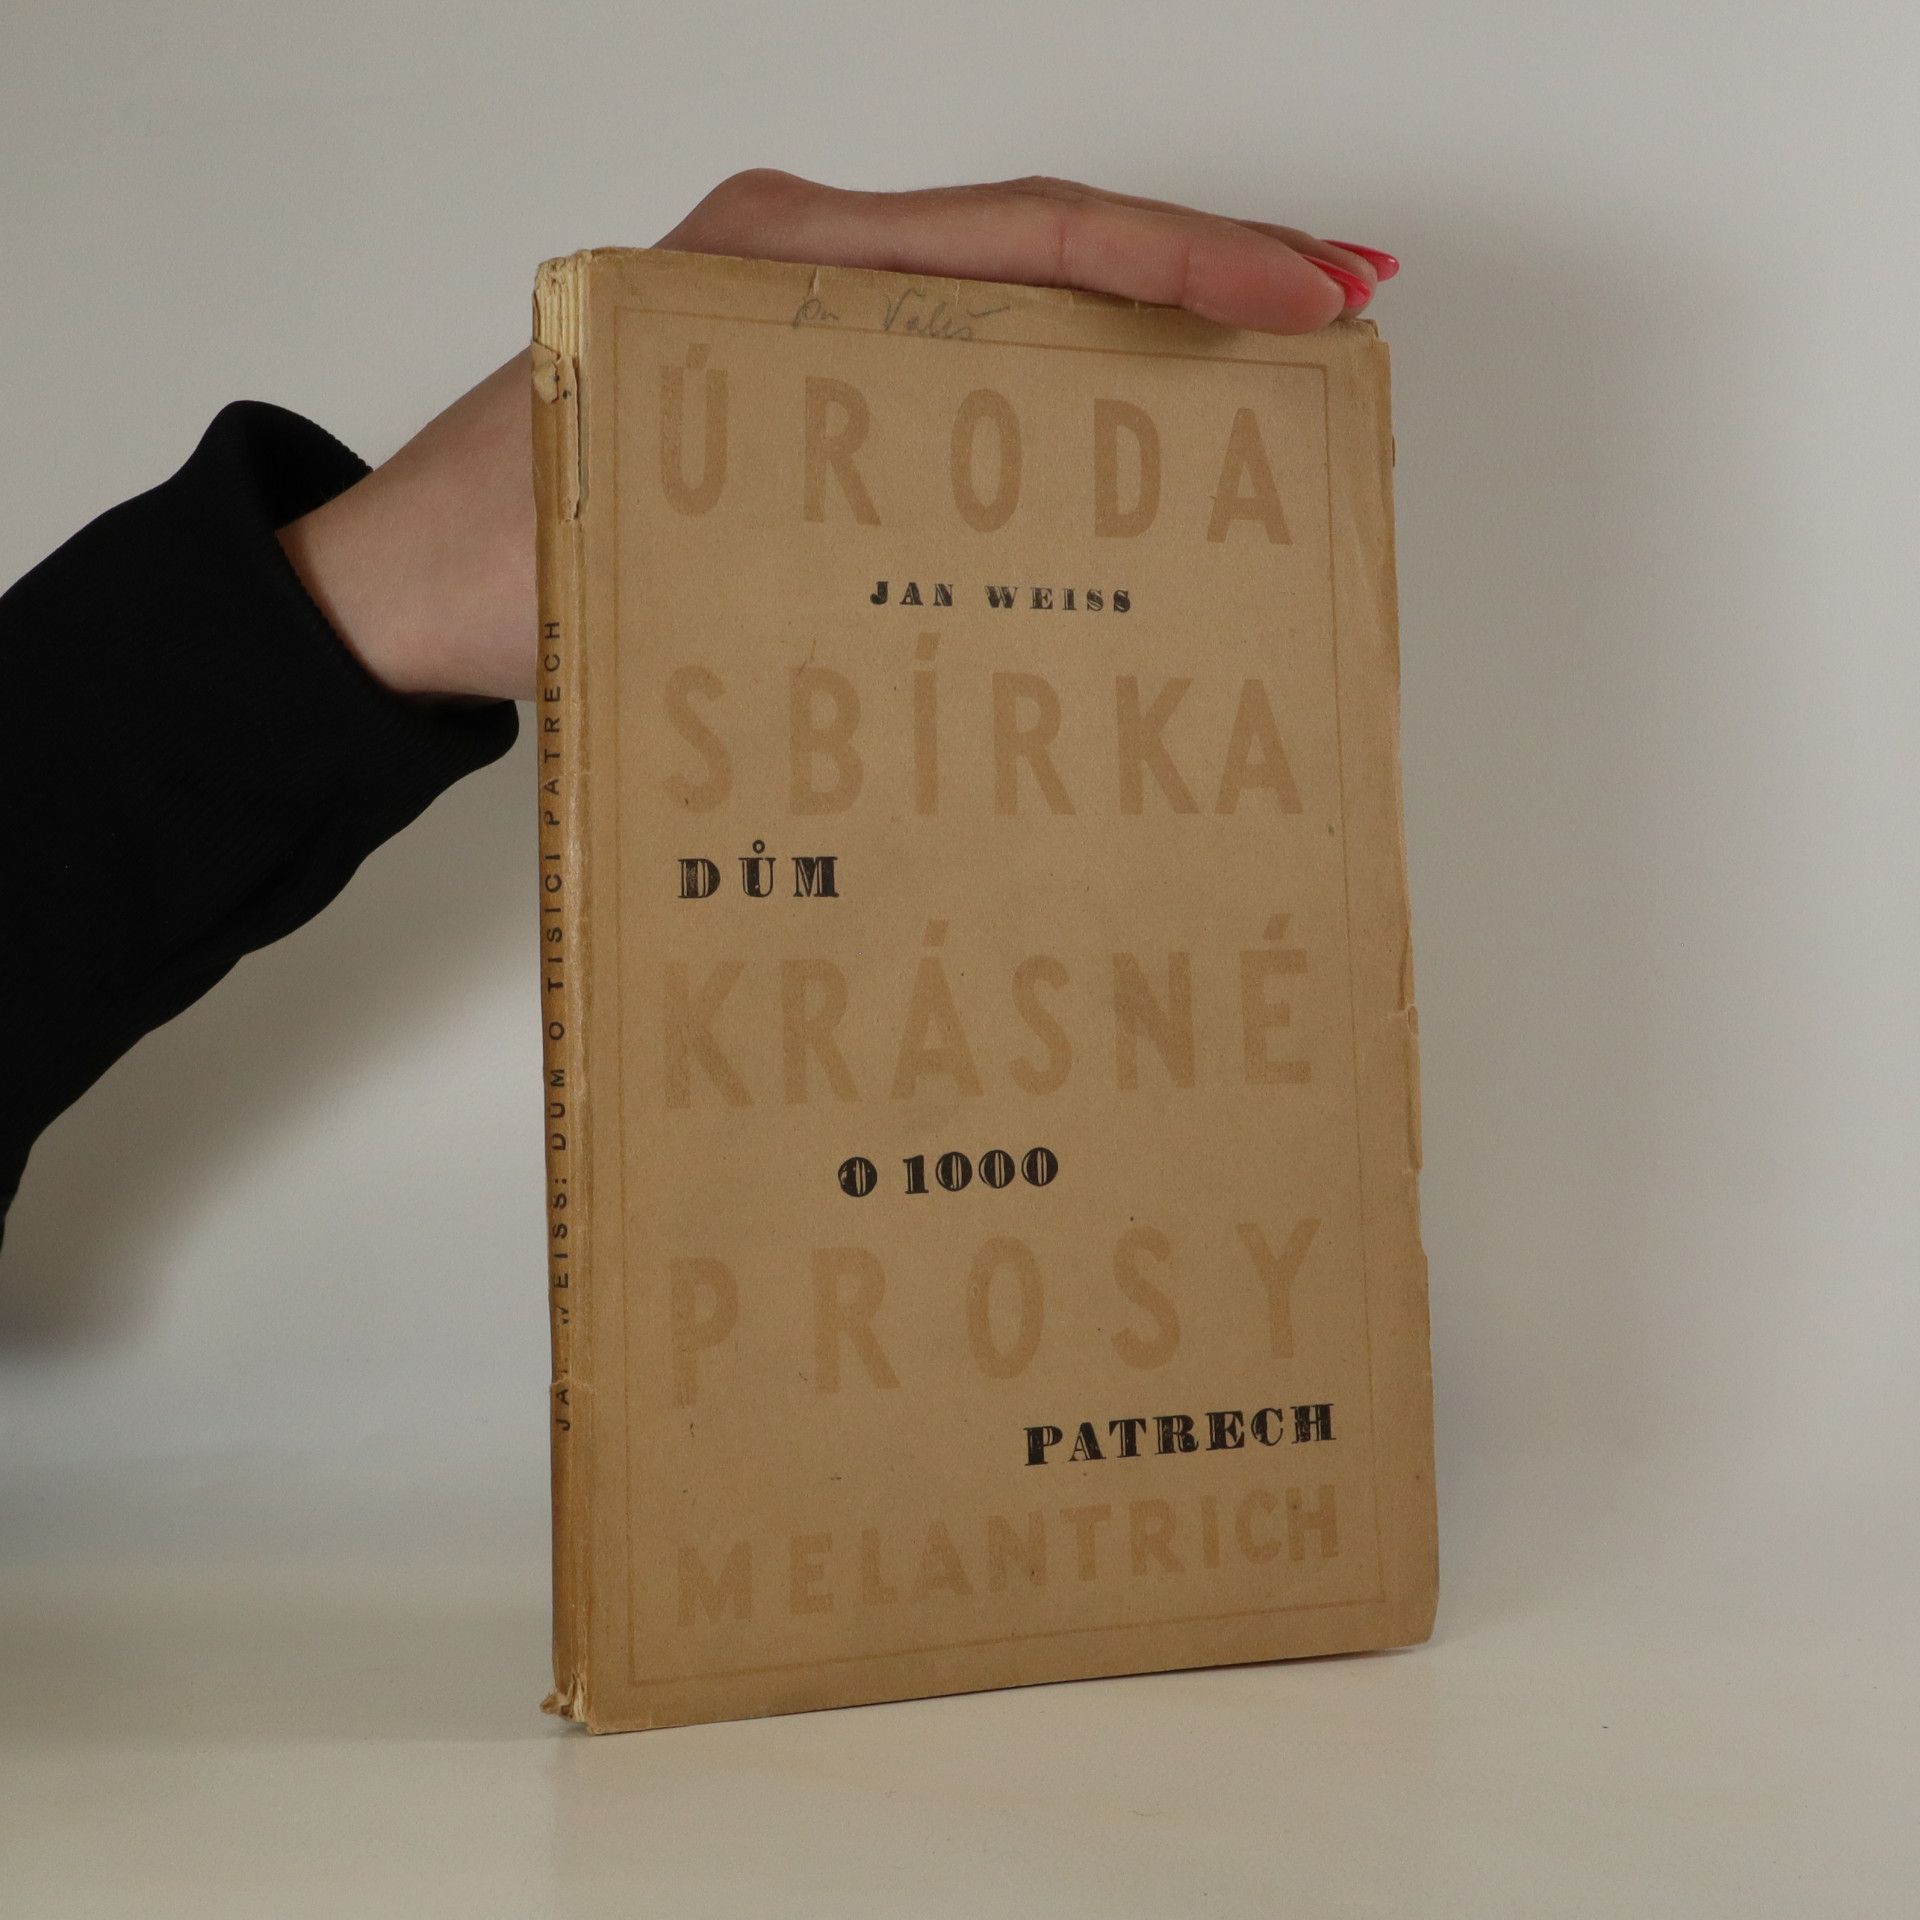 ÚRODA
JAN WEISS
SBÍRKA
DŮM
KRÁSNÉ
O 1000
PROSY
PATRECH
MELANTRICH
JAN WEISS: DŮM O TISÍCI PATRECH